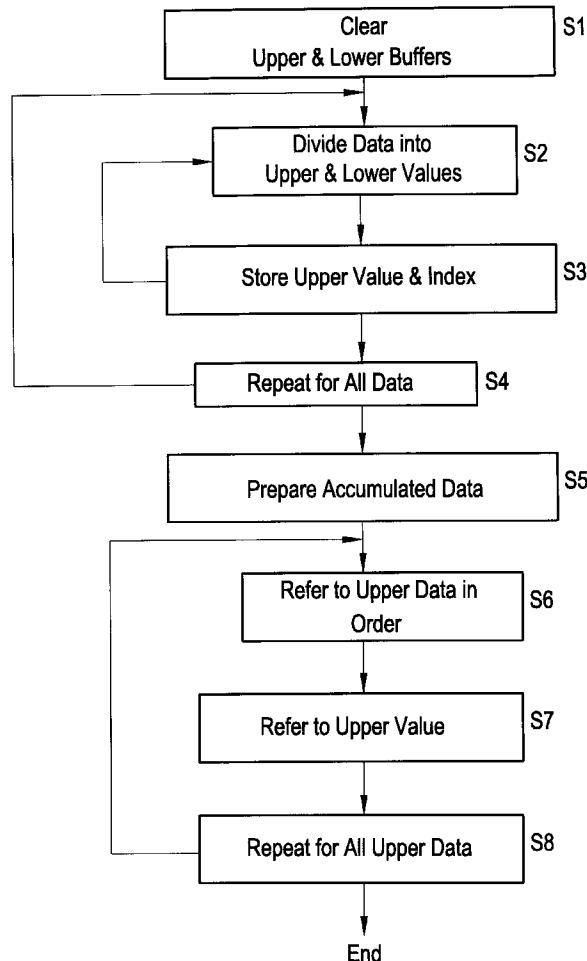 Clear
Upper & Lower Buffers
S1
Divide Data into
Upper & Lower Values
S2
Store Upper Value & Index
S3
Repeat for All Data
S4
Prepare Accumulated Data
S5
Refer to Upper Data in
Order
S6
Refer to Upper Value
S7
Repeat for All Upper Data
S8
End